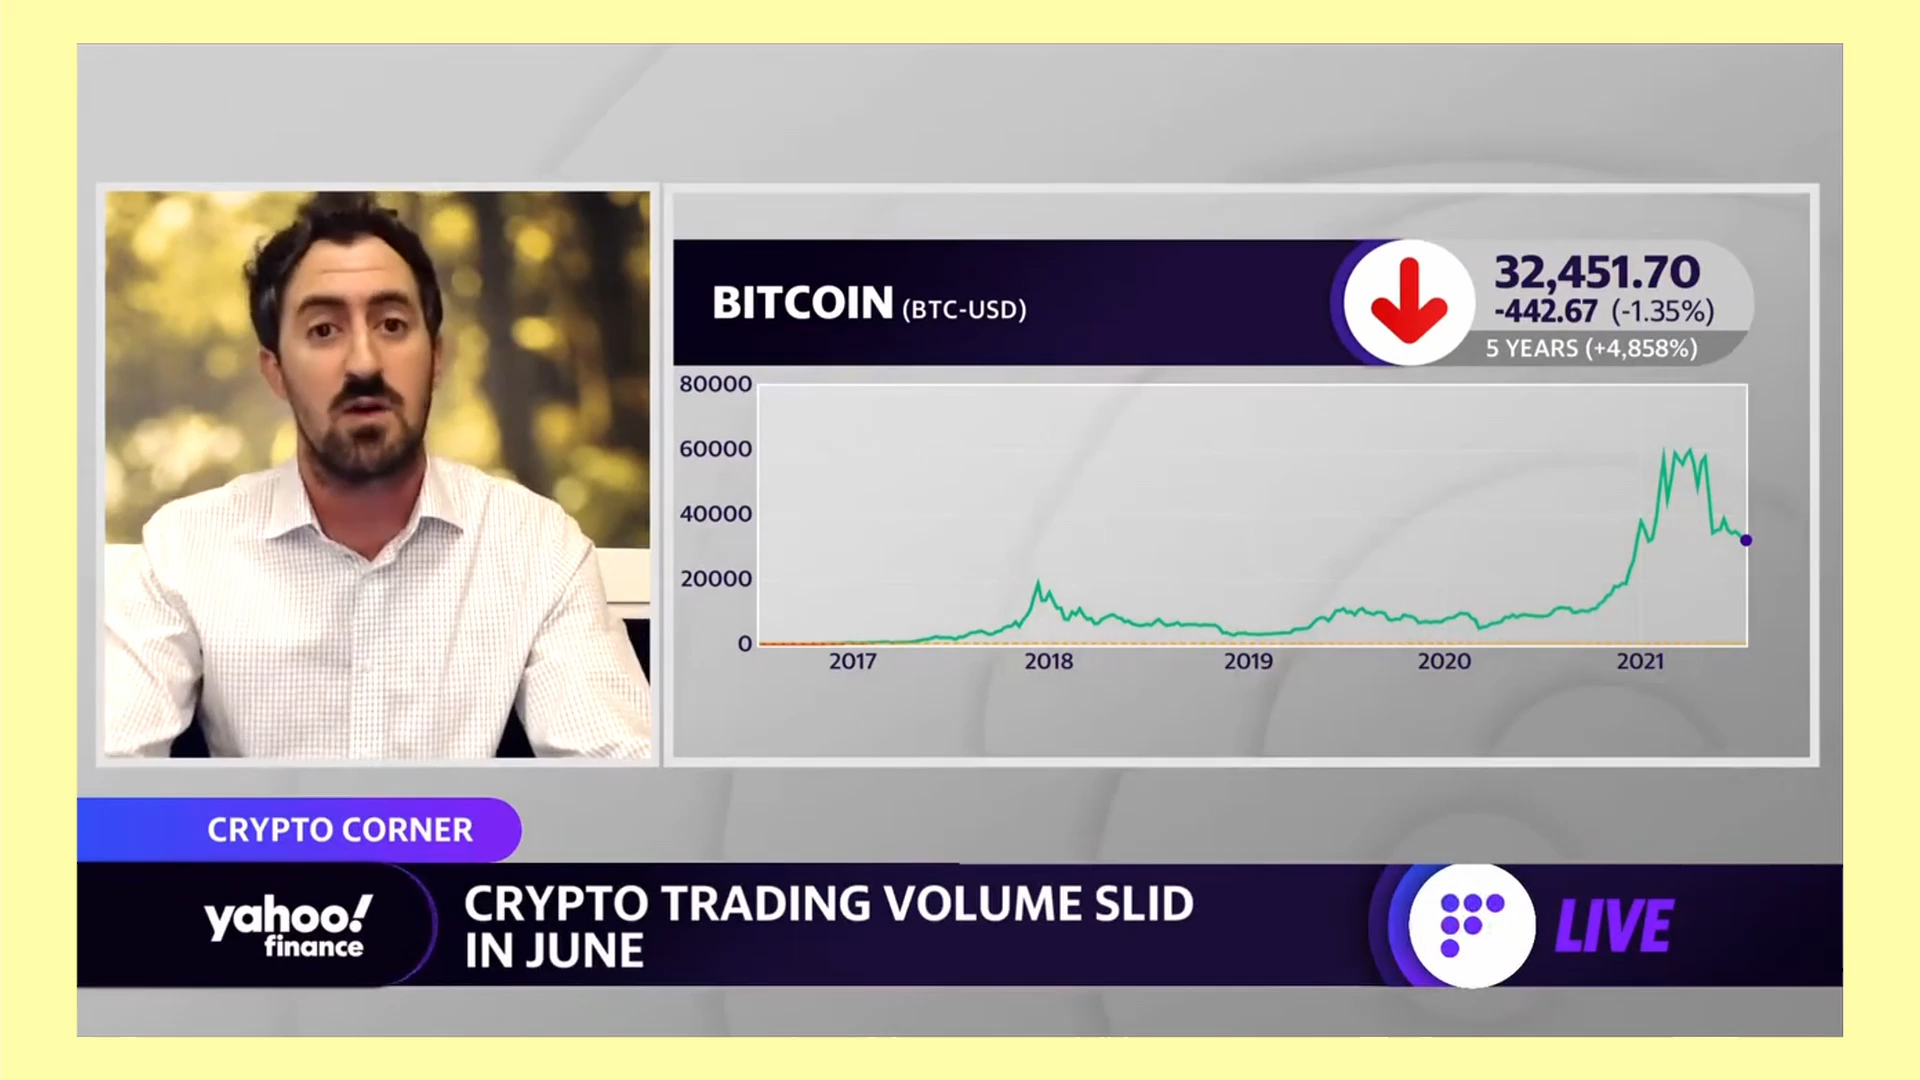 BITCOIN (BTC-USD)
32,451.70
-442.67 (-1.35%)
5 YEARS (+4,858%)
80000
60000
40000
20000
0
2017 2018 2019 2020 2021
CRYPTO CORNER
yahoo!
finance
CRYPTO TRADING VOLUME SLID
IN JUNE
LIVE